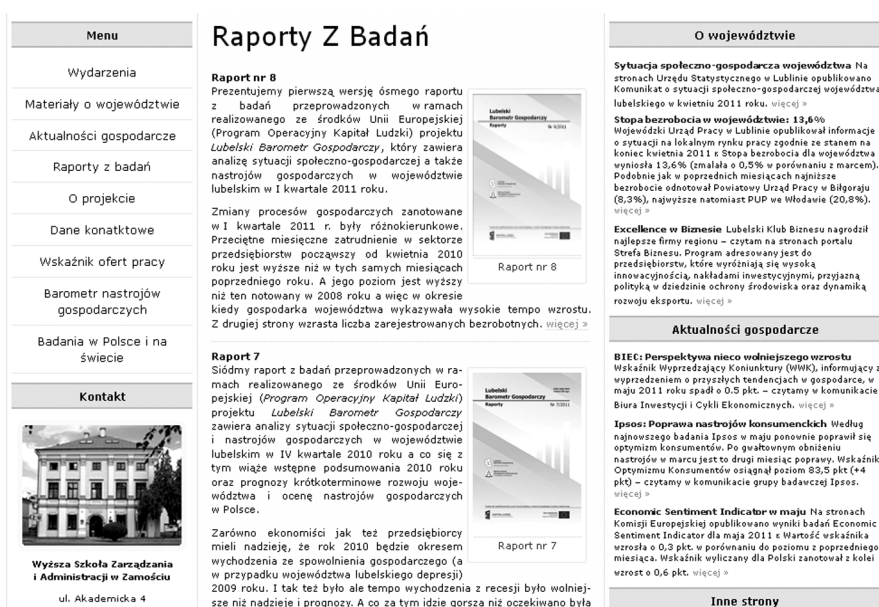 Menu
Wydarzenia
Materiały o województwie
Aktualności gospodarcze
Raporty z badań
O projekcie
Dane konatktowe
Wskaźnik ofert pracy
Barometr nastrojów
gospodarczych
Badania w Polsce i na
świecie
Kontakt
Wyższa Szkoła Zarządzania
i Administracji w Zamościu
ul. Akademicka 4
Raporty Z Badań
Raport nr 8
Prezentujemy pierwszą wersję ósmego raportu
z badań przeprowadzonych w ramach
realizowanego ze środków Unii Europejskiej
(Program Operacyjny Kapitał Ludzki) projektu
Lubelski Barometr Gospodarczy, który zawiera
analizę sytuacji społeczno-gospodarczej a także
nastrojów gospodarczych w województwie
lubelskim w I kwartale 2011 roku.
Zmiany procesów gospodarczych zanotowane
w I kwartale 2011 r. były różnokierunkowe.
Przeciętne miesięczne zatrudnienie w sektorze
przedsiębiorstw począwszy od kwietnia 2010
roku jest wyższe niż w tych samych miesiącach
poprzedniego roku. A jego poziom jest wyższy
niż ten notowany w 2008 roku a więc w okresie
kiedy gospodarka województwa wykazywała wysokie tempo wzrostu.
Z drugiej strony wzrasta liczba zarejestrowanych bezrobotnych. więcej »
Lubelski
Barometr Gospodarczy
Raporty
Nr 8/2011
Raport nr 8
Raport 7
Siódmy raport z badań przeprowadzonych w ra-
mach realizowanego ze środków Unii Euro-
pejskiej (Program Operacyjny Kapitał Ludzki)
projektu Lubelski Barometr Gospodarczy
zawiera analizy sytuacji społeczno-gospodarczej
i nastrojów gospodarczych w województwie
lubelskim w IV kwartale 2010 roku a co się z
tym wiąże wstępne podsumowania 2010 roku
oraz prognozy krótkoterminowe rozwoju woje-
wództwa i ocenę nastrojów gospodarczych
w Polsce.
Zarówno ekonomiści jak też przedsiębiorcy
mieli nadzieję, że rok 2010 będzie okresem
wychodzenia ze spowolnienia gospodarczego (a
w przypadku województwa lubelskiego depresji)
2009 roku. I tak też było ale tempo wychodzenia z recesji było wolniej-
sze niż nadzieje i prognozy. A co za tym idzie gorsza niż oczekiwano była
Lubelski
Barometr Gospodarczy
Raporty
Nr 7/2011
Raport nr 7
O województwie
Sytuacja społeczno-gospodarcza województwa Na
stronach Urzędu Statystycznego w Lublinie opublikowano
Komunikat o sytuacji społeczno-gospodarczej województwa
lubelskiego w kwietniu 2011 roku. więcej »
Stopa bezrobocia w województwie: 13,6%
Wojewódzki Urząd Pracy w Lublinie opublikował informacje
o sytuacji na lokalnym rynku pracy zgodnie ze stanem na
koniec kwietnia 2011 r. Stopa bezrobocia dla województwa
wyniosła 13,6% (zmalała o 0,5% w porównaniu z marcem).
Podobnie jak w poprzednich miesiącach najniższe
bezrobocie odnotował Powiatowy Urząd Pracy w Biłgoraju
(8,3%), najwyższe natomiast PUP we Włodawie (20,8%).
więcej »
Excellence w Biznesie Lubelski Klub Biznesu nagrodził
najlepsze firmy regionu – czytam na stronach portalu
Strefa Biznesu. Program adresowany jest do
przedsiębiorstw, które wyróżniają się wysoką
innowacyjnością, nakładami inwestycyjnymi, przyjazną
polityką w dziedzinie ochrony środowiska oraz dynamiką
rozwoju eksportu. więcej »
Aktualności gospodarcze
BIEC: Perspektywa nieco wolniejszego wzrostu
Wskaźnik Wyprzedzający Koniunktury (WWK), informujący z
wyprzedzeniem o przyszłych tendencjach w gospodarce, w
maju 2011 roku spadł o 0.5 pkt. – czytamy w komunikacie
Biura Inwestycji i Cykli Ekonomicznych. więcej »
Ipsos: Poprawa nastrojów konsumenckich Według
najnowszego badania Ipsos w maju ponownie poprawił się
optymizm konsumentów. Po gwałtownym obniżeniu
nastrojów w marcu jest to drugi miesiąc poprawy. Wskaźnik
Optymizmu Konsumentów osiągnął poziom 83,5 pkt (+4
pkt) – czytamy w komunikacie grupy badawczej Ipsos.
więcej »
Economic Sentiment Indicator w maju Na stronach
Komisji Europejskiej opublikowano wyniki badań Economic
Sentiment Indicator dla maja 2011 r. Wartość wskaźnika
wzrosła o 0,3 pkt. w porównaniu do poziomu z poprzedniego
miesiąca. Wskaźnik wyliczany dla Polski zanotował z kolei
wzrost o 0,6 pkt. więcej »
Inne strony